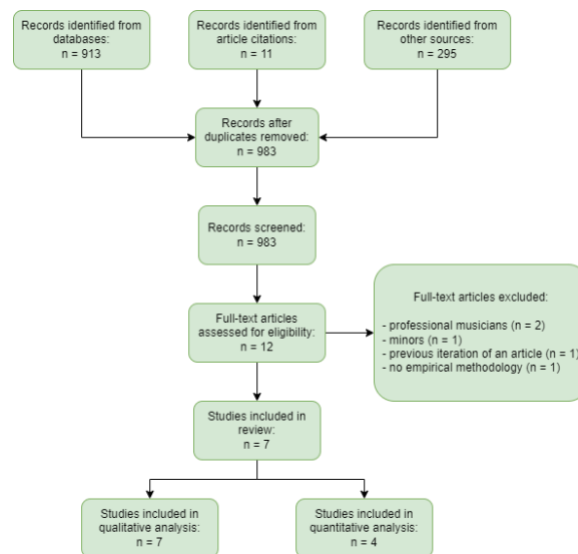 Records identified from
databases:
n = 913
Records identified from
article citations:
n = 11
Records identified from
other sources:
n = 295
Records after
duplicates removed:
n = 983
Records screened:
n = 983
Full-text articles
assessed for eligibility:
n = 12
Full-text articles excluded:
- professional musicians (n = 2)
- minors (n = 1)
- previous iteration of an article (n = 1)
- no empirical methodology (n = 1)
Studies included in
review:
n = 7
Studies included in
qualitative analysis:
n = 7
Studies included in
quantitative analysis:
n = 4